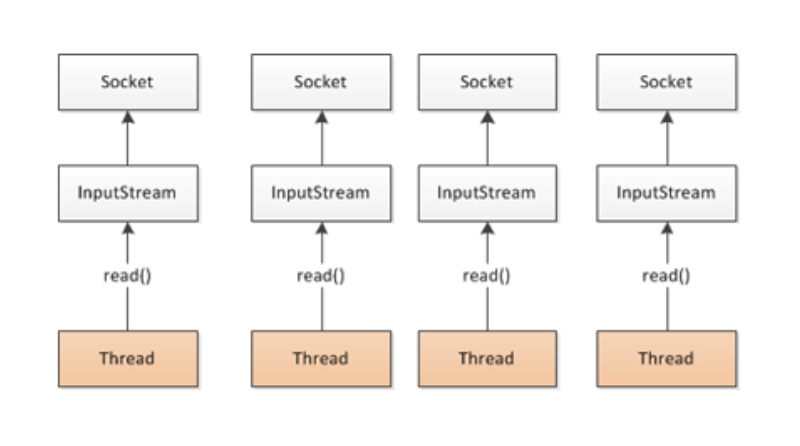 Socket
Socket
Socket
Socket
InputStream
InputStream
InputStream
InputStream
read()
read()
read()
read()
Thread
Thread
Thread
Thread